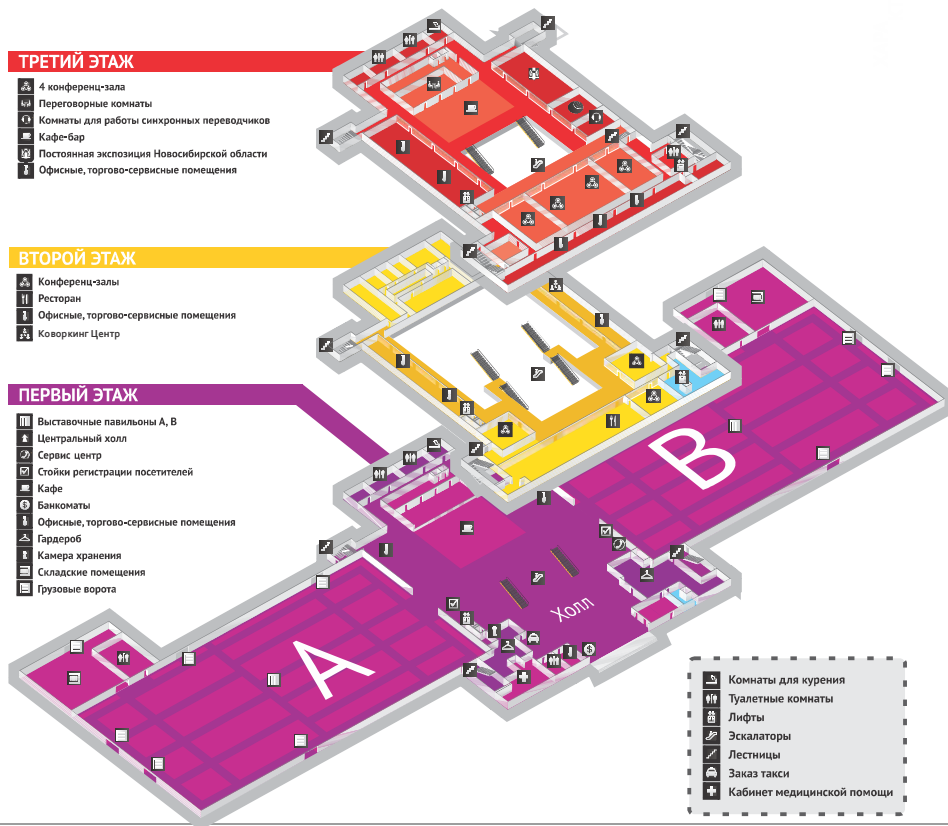 ТРЕТИЙ ЭТАЖ
4 конференц-зала
Переговорные комнаты
Комнаты для работы синхронных переводчиков
Кафе-бар
Постоянная экспозиция Новосибирской области
Офисные, торгово-сервисные помещения
ВТОРОЙ ЭТАЖ
Конференц-залы
Ресторан
Офисные, торгово-сервисные помещения
Коворкинг Центр
ПЕРВЫЙ ЭТАЖ
Выставочные павильоны А, В
Центральный холл
Сервис центр
Стойки регистрации посетителей
Кафе
Банкоматы
Офисные, торгово-сервисные помещения
Гардероб
Камера хранения
Складские помещения
Грузовые ворота
B
Холл
A
Комнаты для курения
Туалетные комнаты
Лифты
Эскалаторы
Лестницы
Заказ такси
Кабинет медицинской помощи